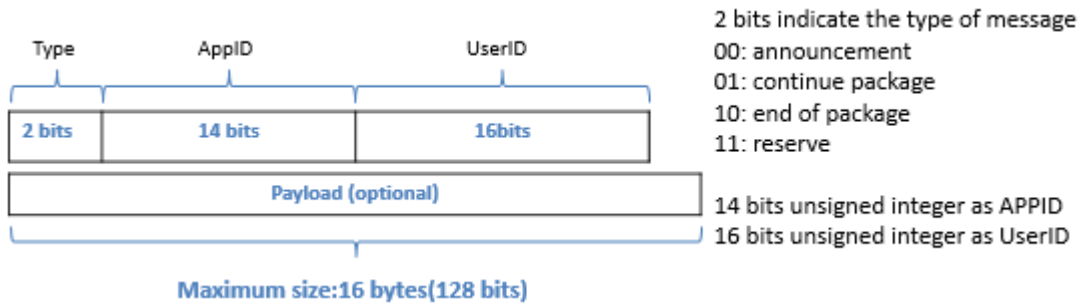 2 bits indicate the type of message
00: announcement
01: continue package
10: end of package
11: reserve
Type AppID UserID
2 bits 14 bits 16bits
Payload (optional)
14 bits unsigned integer as APPID
16 bits unsigned integer as UserID
Maximum size:16 bytes(128 bits)